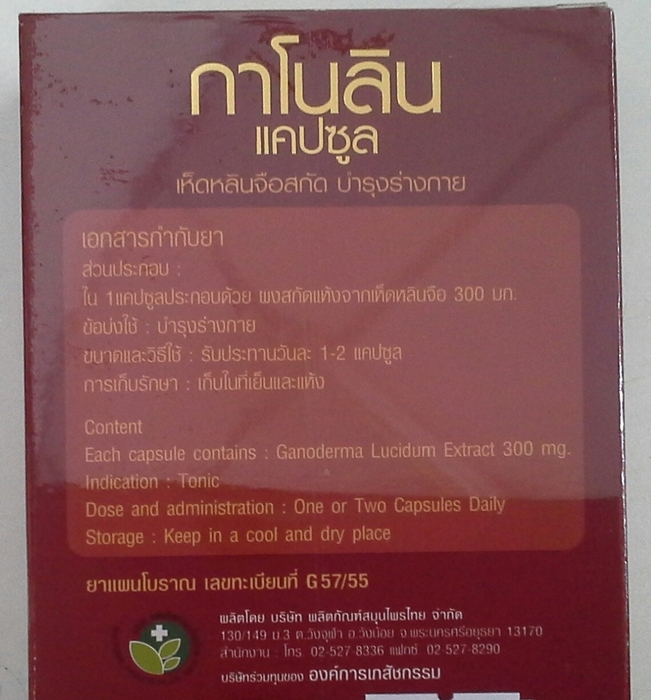 กาโนลิน
แคปซูล
เห็ดหลินจือสกัด บำรุงร่างกาย
เอกสารกำกับยา
ส่วนประกอบ :
ใน 1แคปซูลประกอบด้วย ผงสกัดแห้งจากเห็ดหลินจือ 300 มก.
ข้อบ่งใช้ : บำรุงร่างกาย
ขนาดและวิธีใช้ : รับประทานวันละ 1-2 แคปซูล
การเก็บรักษา : เก็บในที่เย็นและแห้ง
Content
Each capsule contains : Ganoderma Lucidum Extract 300 mg.
Indication : Tonic
Dose and administration : One or Two Capsules Daily
Storage : Keep in a cool and dry place
ยาแผนโบราณ เลขทะเบียนที่ G57/55
ผลิตโดย บริษัท ผลิตภัณฑ์สมุนไพรไทย จำกัด
130/149 ม.3 ต.วังจุฬา อ.วังน้อย จ.พระนครศรีอยุธยา 13170
สำนักงาน : โทร. 02-527-8336 แฟกซ์. 02-527-8290
บริษัทร่วมทุนของ องค์การเภสัชกรรม